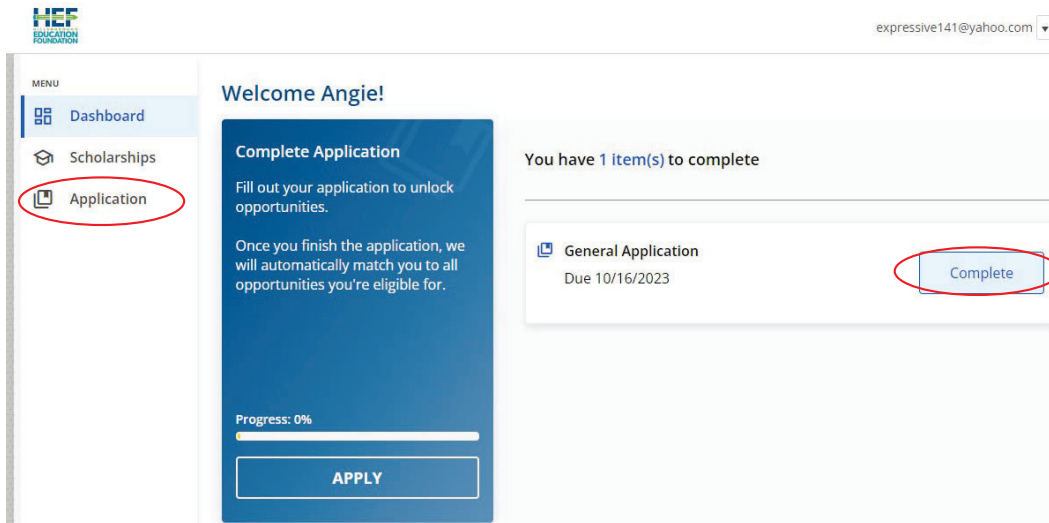 HEF
EDUCATION
FOUNDATION
expressive141@yahoo.com
MENU
Dashboard
Scholarships
Application
Welcome Angie!
Complete Application
Fill out your application to unlock
opportunities.
Once you finish the application, we
will automatically match you to all
opportunities you're eligible for.
Progress: 0%
APPLY
You have 1 item(s) to complete
General Application
Due 10/16/2023
Complete